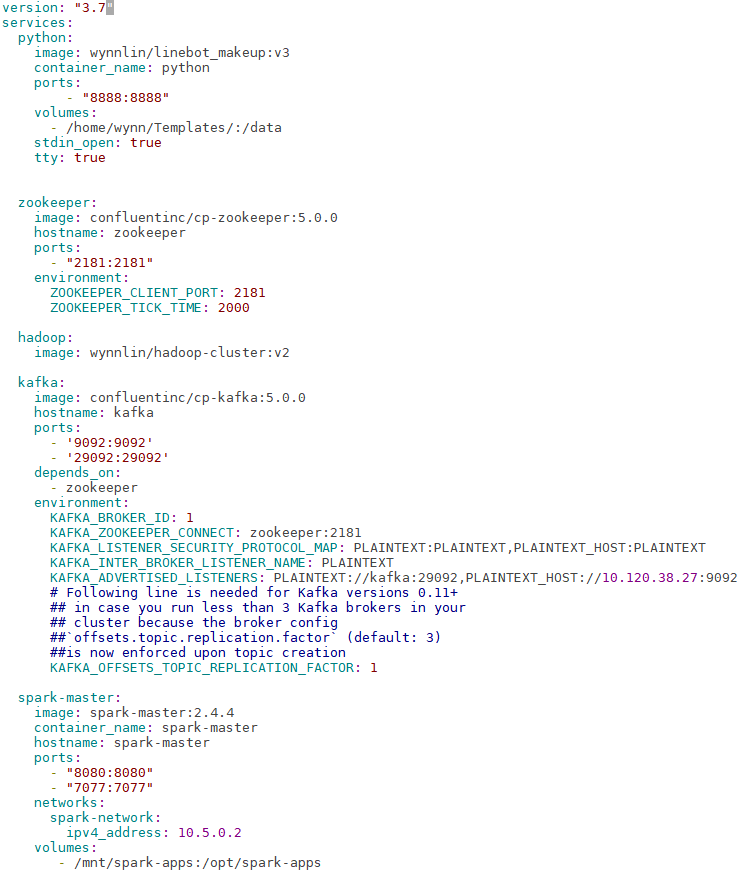 version: "3.7"
services:
  python:
    image: wynnlin/linebot_makeup:v3
    container_name: python
    ports:
        - "8888:8888"
    volumes:
      - /home/wynn/Templates/:/data
    stdin_open: true
    tty: true
  zookeeper:
    image: confluentinc/cp-zookeeper:5.0.0
    hostname: zookeeper
    ports:
      - "2181:2181"
    environment:
      ZOOKEEPER_CLIENT_PORT: 2181
      ZOOKEEPER_TICK_TIME: 2000
  hadoop:
    image: wynnlin/hadoop-cluster:v2
  kafka:
    image: confluentinc/cp-kafka:5.0.0
    hostname: kafka
    ports:
      - '9092:9092'
      - '29092:29092'
    depends_on:
      - zookeeper
    environment:
      KAFKA_BROKER_ID: 1
      KAFKA_ZOOKEEPER_CONNECT: zookeeper:2181
      KAFKA_LISTENER_SECURITY_PROTOCOL_MAP: PLAINTEXT:PLAINTEXT,PLAINTEXT_HOST:PLAINTEXT
      KAFKA_INTER_BROKER_LISTENER_NAME: PLAINTEXT
      KAFKA_ADVERTISED_LISTENERS: PLAINTEXT://kafka:29092,PLAINTEXT_HOST://10.120.38.27:9092
      # Following line is needed for Kafka versions 0.11+
      ## in case you run less than 3 Kafka brokers in your
      ## cluster because the broker config
      ##`offsets.topic.replication.factor` (default: 3)
      ##is now enforced upon topic creation
      KAFKA_OFFSETS_TOPIC_REPLICATION_FACTOR: 1
  spark-master:
    image: spark-master:2.4.4
    container_name: spark-master
    hostname: spark-master
    ports:
      - "8080:8080"
      - "7077:7077"
    networks:
      spark-network:
        ipv4_address: 10.5.0.2
    volumes:
       - /mnt/spark-apps:/opt/spark-apps